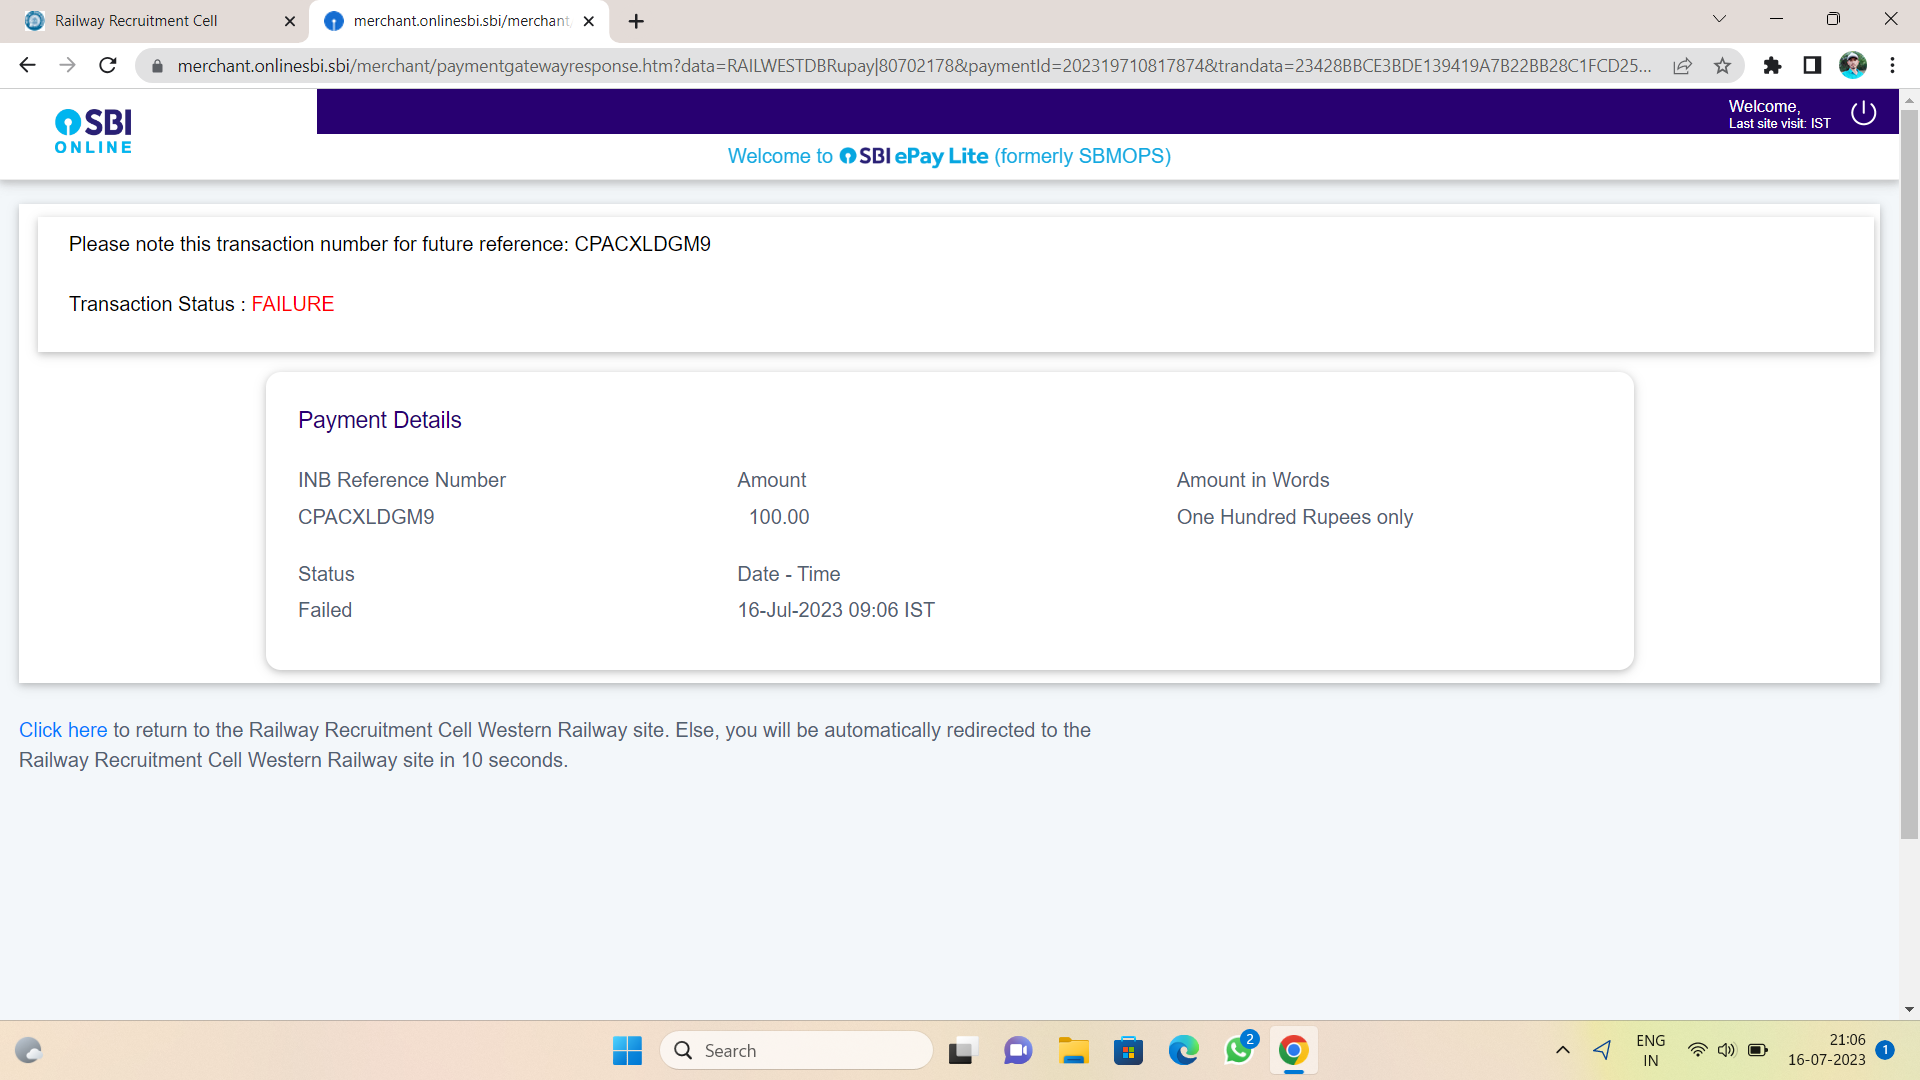 Railway Recruitment Cell
merchant.onlinesbi.sbi/merchant
merchant.onlinesbi.sbi/merchant/paymentgatewayresponse.htm?data=RAILWESTDBRupay|80702178&paymentId=202319710817874&trandata=23428BBCE3BDE139419A7B22BB28C1FCD25...
SBI
ONLINE
Welcome,
Last site visit: IST
Welcome to SBI ePay Lite (formerly SBMOPS)
Please note this transaction number for future reference: CPACXLDGM9
Transaction Status : FAILURE
Payment Details
INB Reference Number Amount Amount in Words
CPACXLDGM9 100.00 One Hundred Rupees only
Status Date - Time
Failed 16-Jul-2023 09:06 IST
Click here to return to the Railway Recruitment Cell Western Railway site. Else, you will be automatically redirected to the
Railway Recruitment Cell Western Railway site in 10 seconds.
Search
2
ENG
IN
21:06
16-07-2023
1